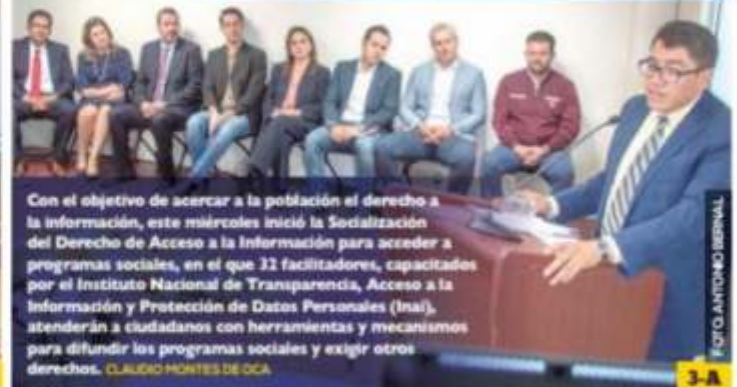 Con el objetivo de acercar a la población el derecho a
la información, este miércoles inició la Socialización
del Derecho de Acceso a la Información para acceder a
programas sociales, en el que 32 facilitadores, capacitados
por el Instituto Nacional de Transparencia, Acceso a la
Información y Protección de Datos Personales (Inai),
atenderán a ciudadanos con herramientas y mecanismos
para difundir los programas sociales y exigir otros
derechos. CLAUDIO MONTES DE OCA
FOTO: ANTONIO BERNAL
3-A